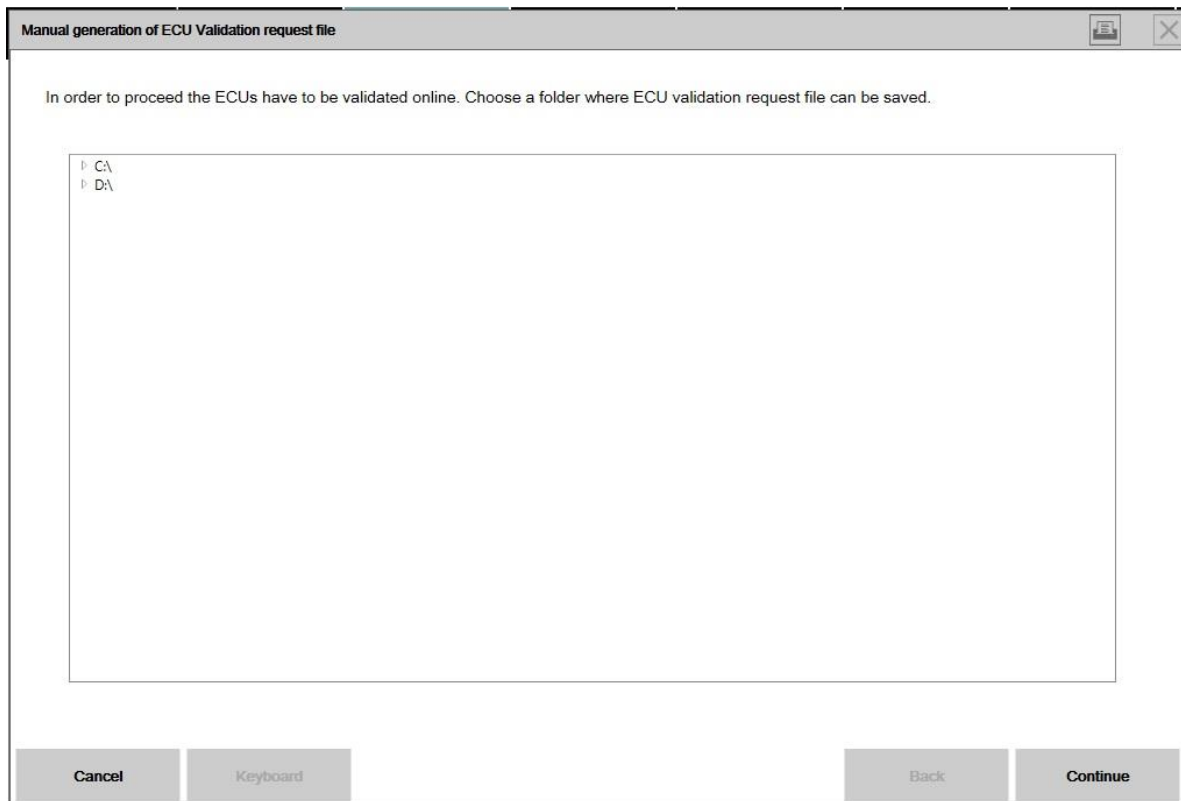 Manual generation of ECU Validation request file
In order to proceed the ECUs have to be validated online. Choose a folder where ECU validation request file can be saved.
C:\
D:\
Cancel
Keyboard
Back
Continue